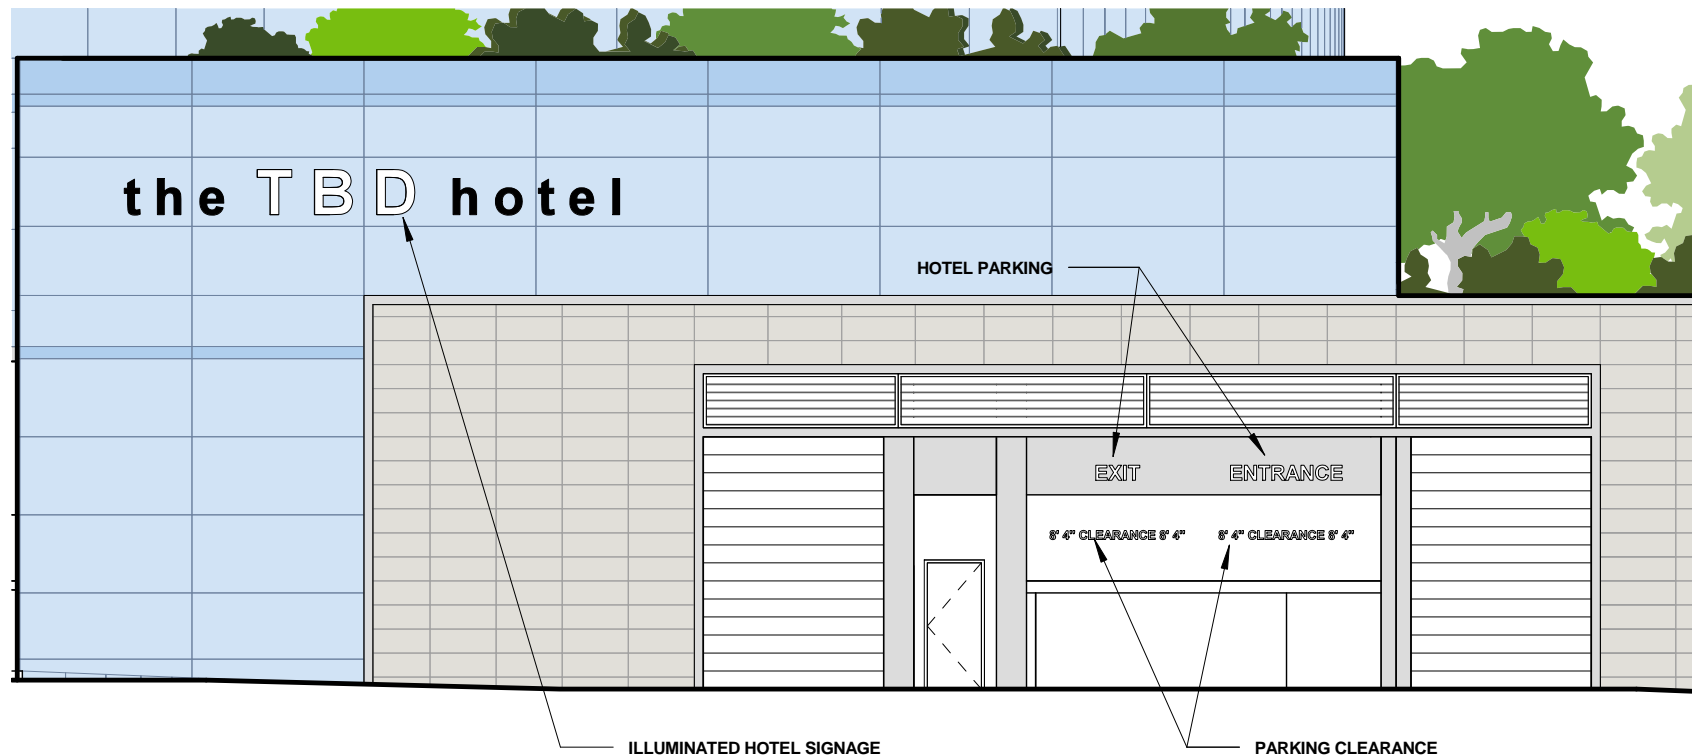 the TBD hotel
HOTEL PARKING
EXIT
ENTRANCE
8' 4" CLEARANCE 8' 4"
8' 4" CLEARANCE 8' 4"
ILLUMINATED HOTEL SIGNAGE
PARKING CLEARANCE